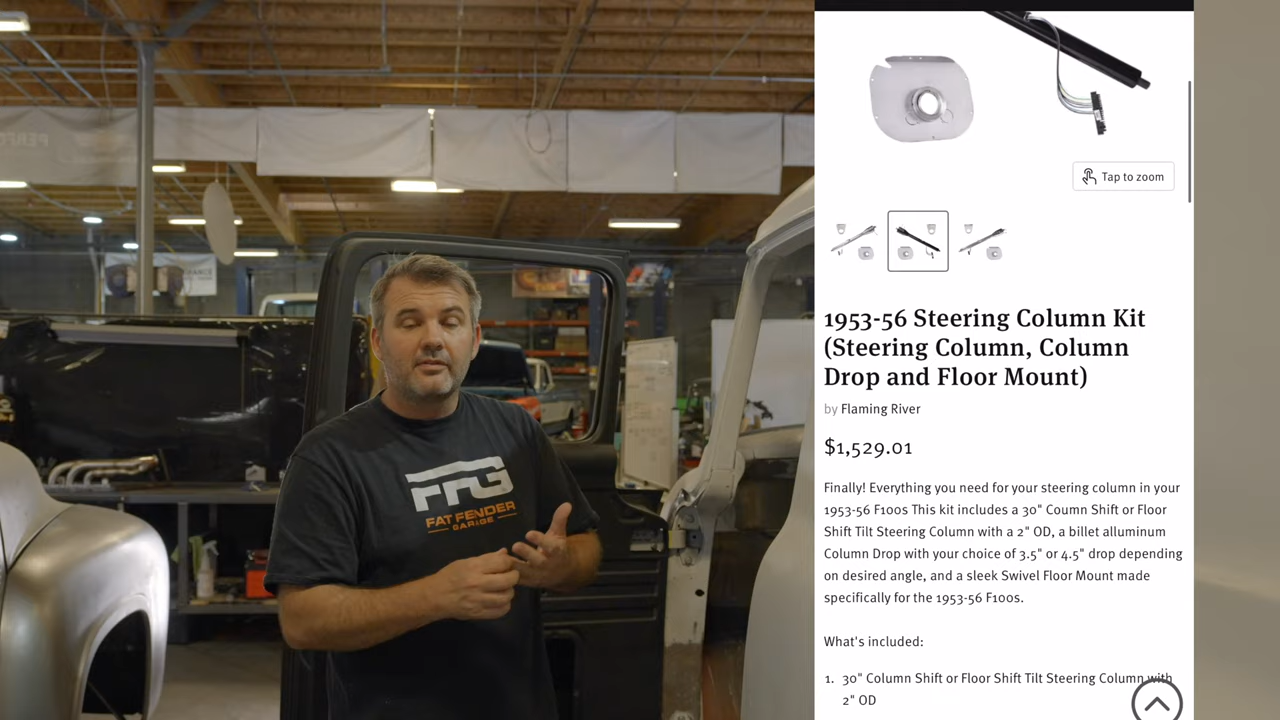 FFG
FAT FENDER
GARAGE
Tap to zoom
1953-56 Steering Column Kit
(Steering Column, Column
Drop and Floor Mount)
by Flaming River
$1,529.01
Finally! Everything you need for your steering column in your
1953-56 F100s This kit includes a 30" Coumn Shift or Floor
Shift Tilt Steering Column with a 2" OD, a billet alluminum
Column Drop with your choice of 3.5" or 4.5" drop depending
on desired angle, and a sleek Swivel Floor Mount made
specifically for the 1953-56 F100s.
What's included:
1. 30" Column Shift or Floor Shift Tilt Steering Column with
2" OD